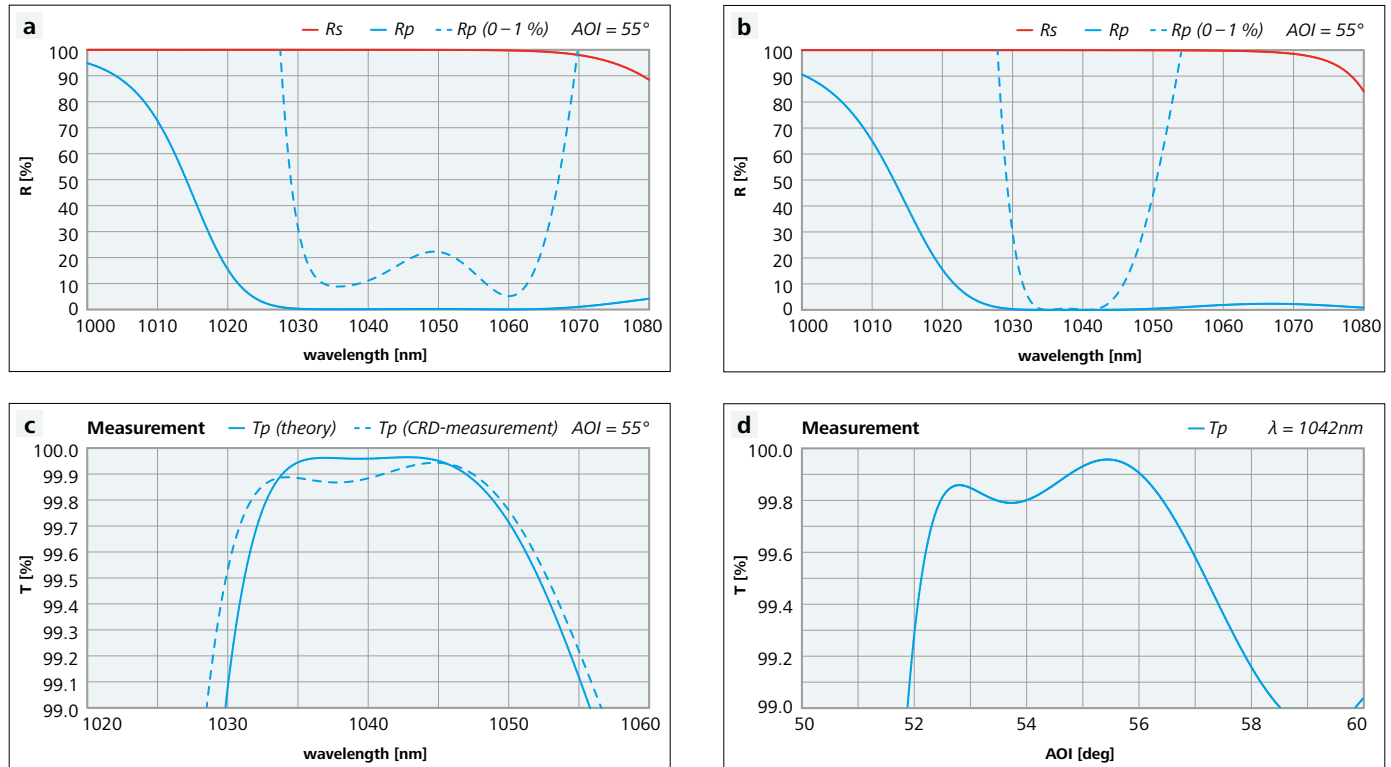 a
Rs Rp Rp (0 – 1 %) AOI = 55°
100
90
80
70
60
50
40
30
20
10
0
R [%]
1000 1010 1020 1030 1040 1050 1060 1070 1080
wavelength [nm]
b
Rs Rp Rp (0 – 1 %) AOI = 55°
100
90
80
70
60
50
40
30
20
10
0
R [%]
1000 1010 1020 1030 1040 1050 1060 1070 1080
wavelength [nm]
c Measurement Tp (theory) Tp (CRD-measurement) AOI = 55°
100.0
99.9
99.8
99.7
99.6
99.5
99.4
99.3
99.2
99.1
99.0
T [%]
1020 1030 1040 1050 1060
wavelength [nm]
d Measurement Tp λ = 1042nm
100.0
99.8
99.6
99.4
99.2
99.0
T [%]
50 52 54 56 58 60
AOI [deg]